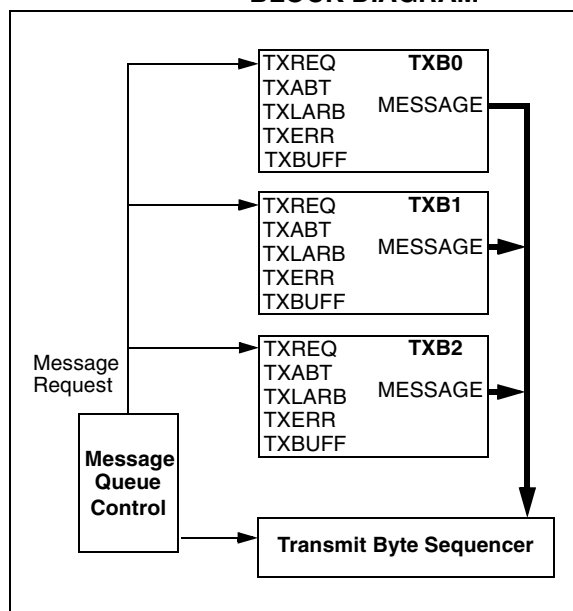 BLOCK DIAGRAM
TXREQ TXB0
TXABT
TXLARB MESSAGE
TXERR
TXBUFF
TXREQ TXB1
TXABT
TXLARB MESSAGE
TXERR
TXBUFF
TXREQ TXB2
TXABT
TXLARB MESSAGE
TXERR
TXBUFF
Message
Request
Message
Queue
Control
Transmit Byte Sequencer